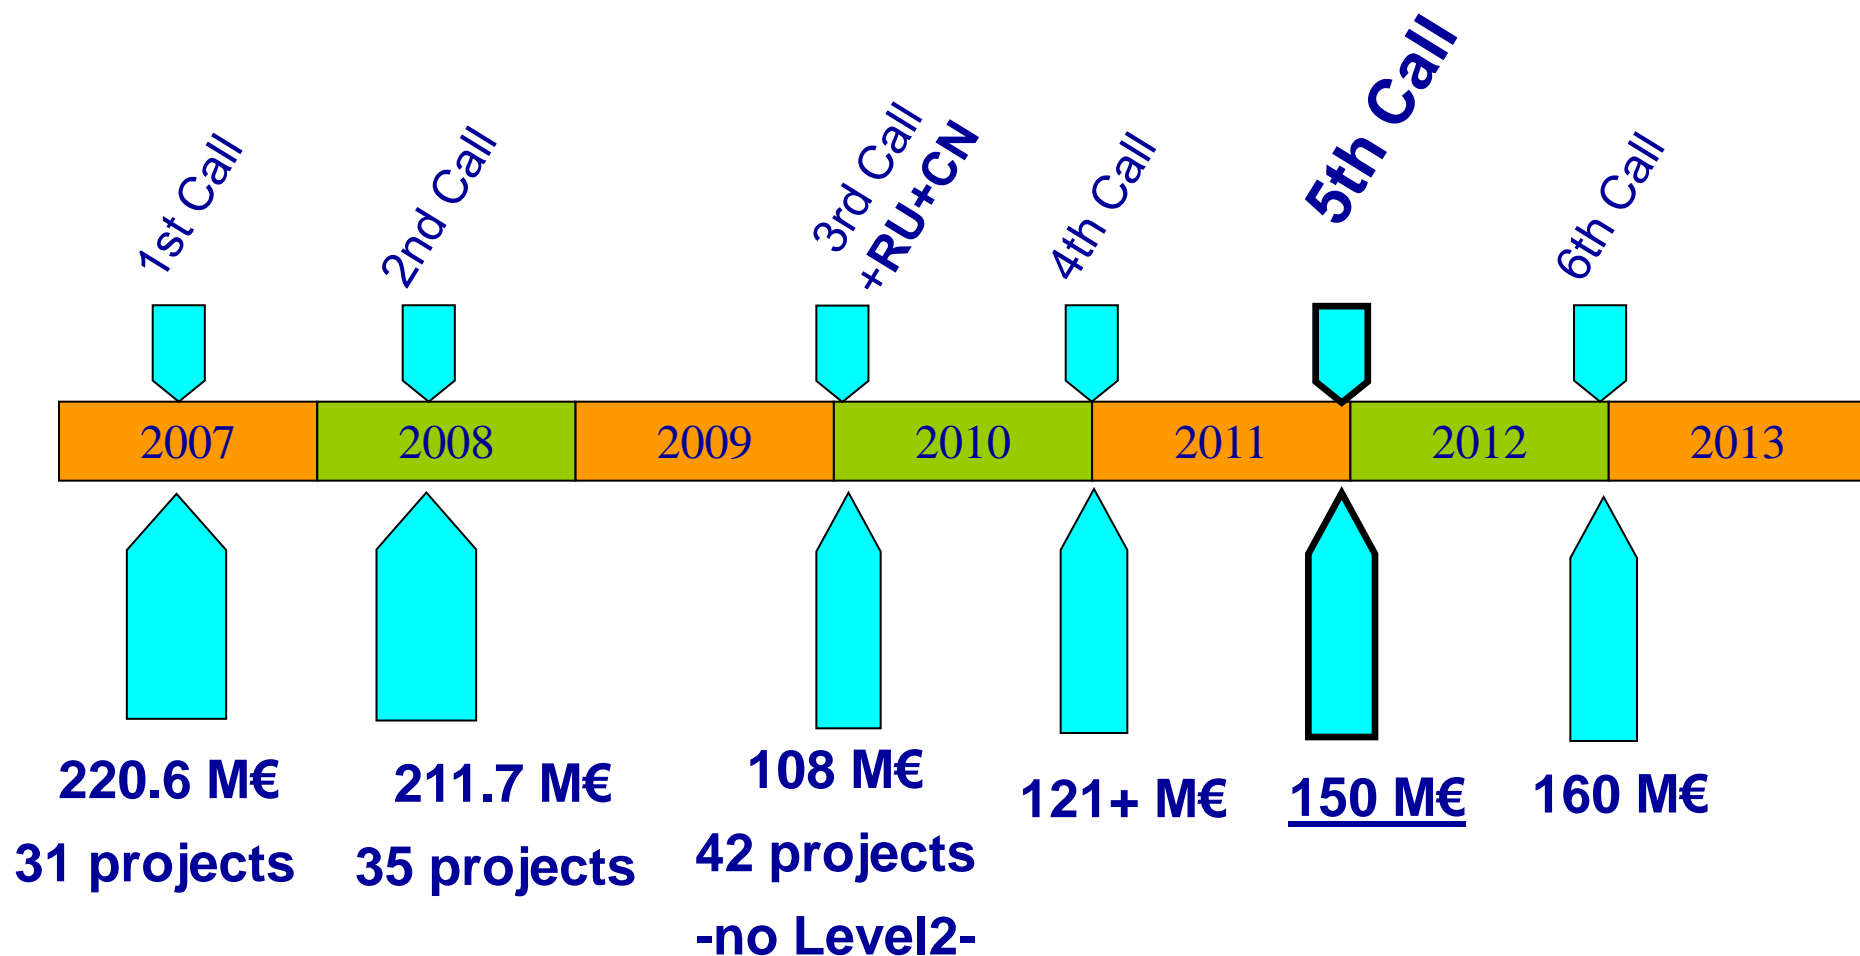 1st Call
2nd Call
3rd Call
+RU+CN
4th Call
5th Call
6th Call
2007
2008
2009
2010
2011
2012
2013
220.6 M€
31 projects
211.7 M€
35 projects
108 M€
42 projects
-no Level2-
121+ M€
150 M€
160 M€